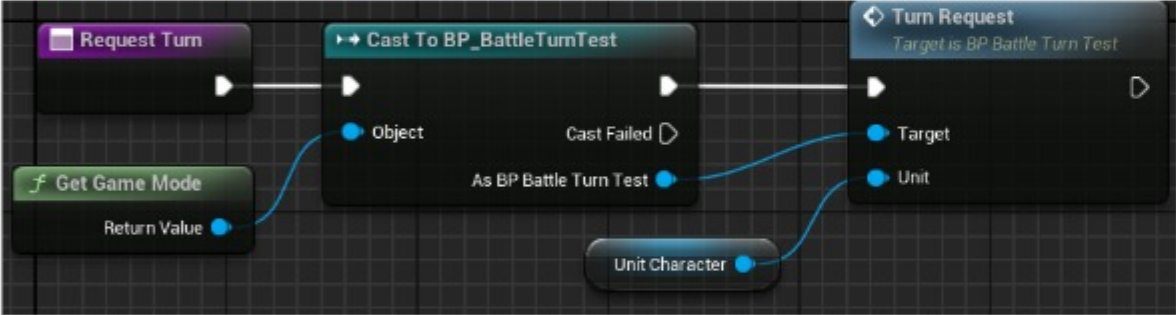 Request Turn
Cast To BP_BattleTurnTest
Turn Request
Target is BP Battle Turn Test
Object
Cast Failed
Target
As BP Battle Turn Test
Unit
ƒ Get Game Mode
Return Value
Unit Character